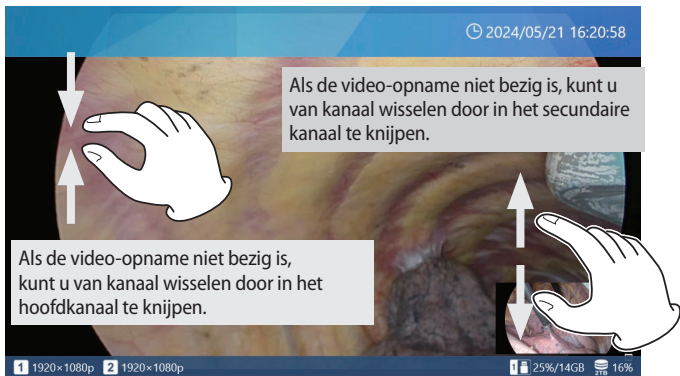 2024/05/21 16:20:58
Als de video-opname niet bezig is, kunt u
van kanaal wisselen door in het secundaire
kanaal te knijpen.
Als de video-opname niet bezig is,
kunt u van kanaal wisselen door in het
hoofdkanaal te knijpen.
1 1920×1080p 2 1920×1080p 1 25%/14GB 2TB 16%